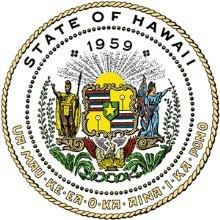 STATE OF HAWAII
1959
UA MAU KE EA O KA AINA I KA PONO